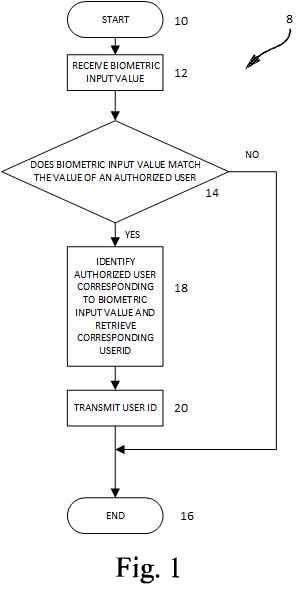 START
10
8
RECEIVE BIOMETRIC
INPUT VALUE
12
DOES BIOMETRIC INPUT VALUE MATCH
THE VALUE OF AN AUTHORIZED USER
NO
14
YES
IDENTIFY
AUTHORIZED USER
CORRESPONDING
TO BIOMETRIC
INPUT VALUE AND
RETRIEVE
CORRESPONDING
USERID
18
TRANSMIT USER ID
20
END
16
Fig. 1